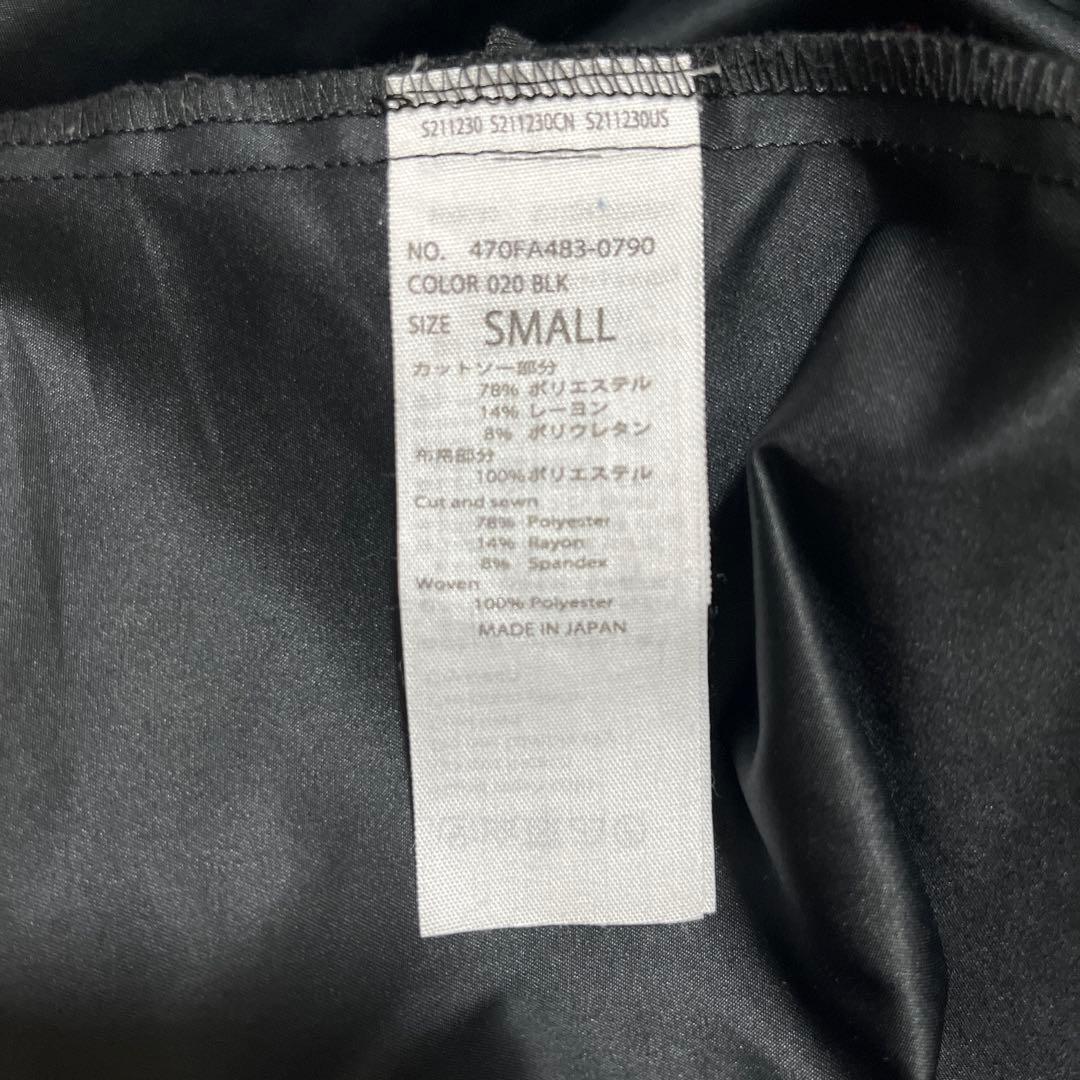 S211230 S211230CN S211230US
NO. 470FA483-0790
COLOR 020 BLK
SIZE SMALL
カットソー部分
78% ポリエステル
14% レーヨン
8% ポリウレタン
布帛部分
100%ポリエステル
Cut and sewn
78% Polyester
14% Rayon
8% Spandex
Woven
100% Polyester
MADE IN JAPAN